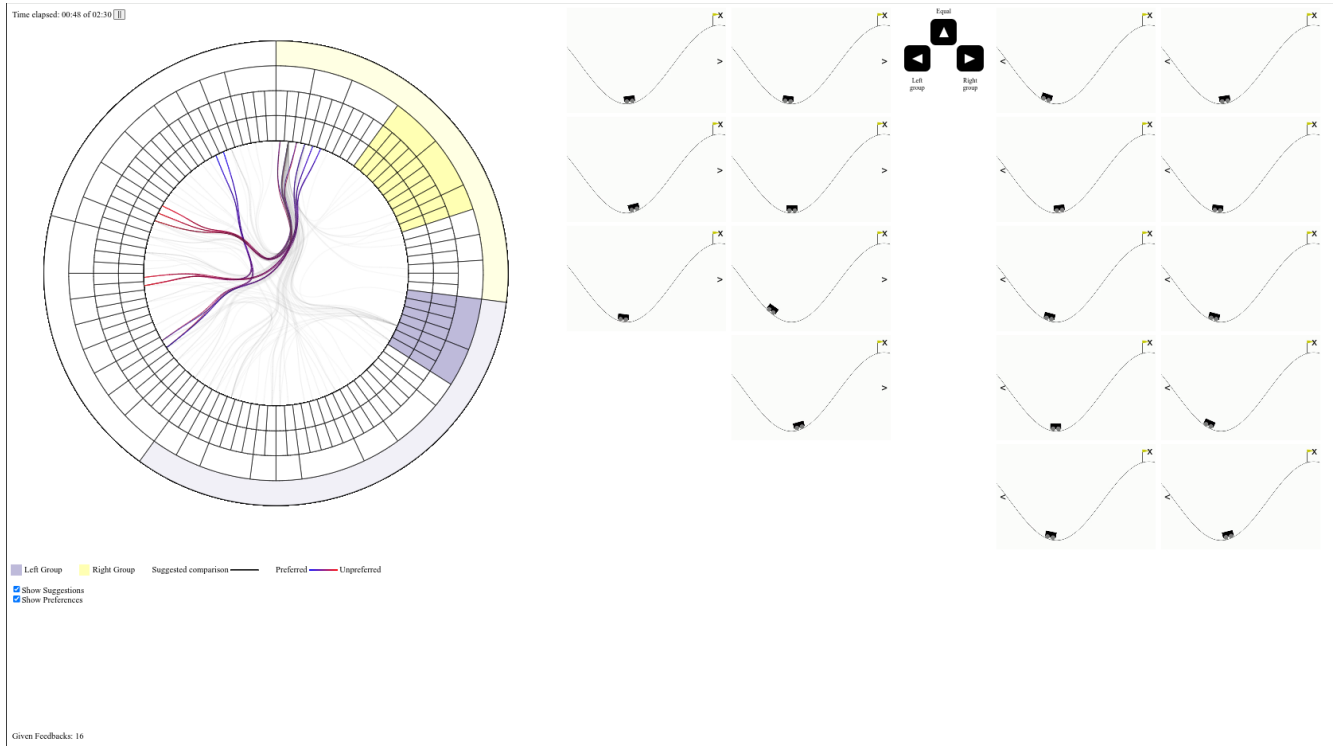 Time elapsed: 00:48 of 02:30 ||
Equal
Left group
Right group
x x x x
> > < <
x x x x
> > < <
x x x x
> > < <
x x x
> < <
x x
< <
Left Group Right Group Suggested comparison Preferred Unpreferred
Show Suggestions
Show Preferences
Given Feedbacks: 16